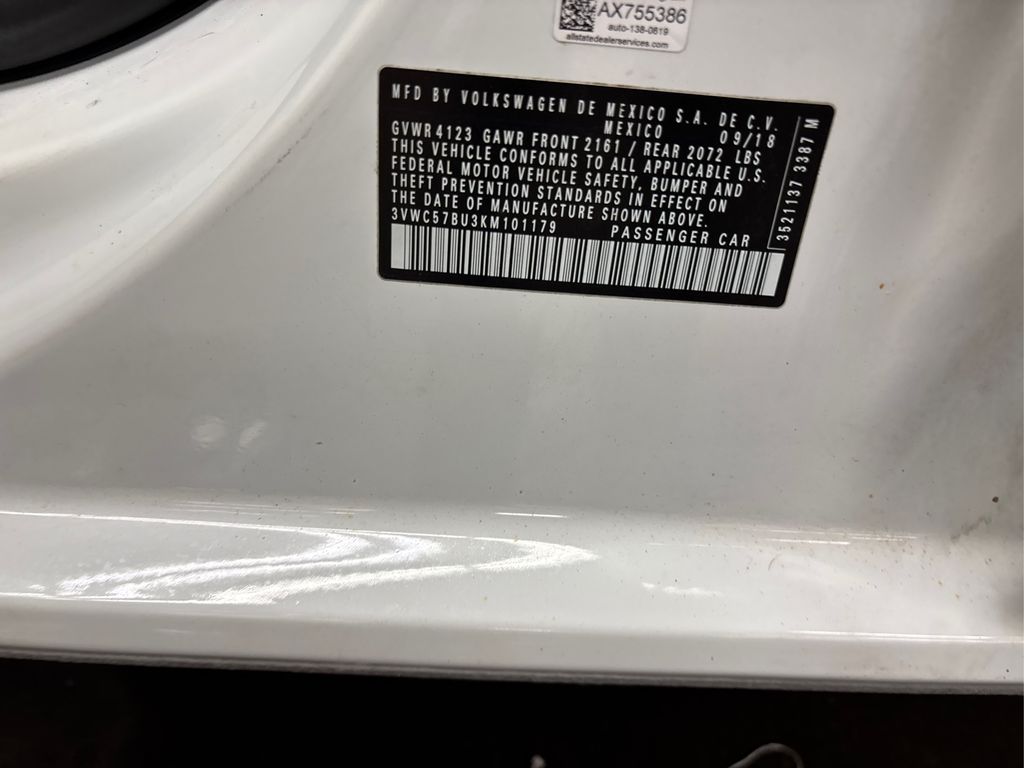 AX755386
auto-138-0819
allstatedealerservices.com
MFD BY VOLKSWAGEN DE MEXICO S.A. DE C.V.
MEXICO 09/18
GVWR 4123 GAWR FRONT 2161 / REAR 2072 LBS
THIS VEHICLE CONFORMS TO ALL APPLICABLE U.S.
FEDERAL MOTOR VEHICLE SAFETY, BUMPER AND
THEFT PREVENTION STANDARDS IN EFFECT ON
THE DATE OF MANUFACTURE SHOWN ABOVE.
3VWC57BU3KM101179 PASSENGER CAR
3521137 3387 M